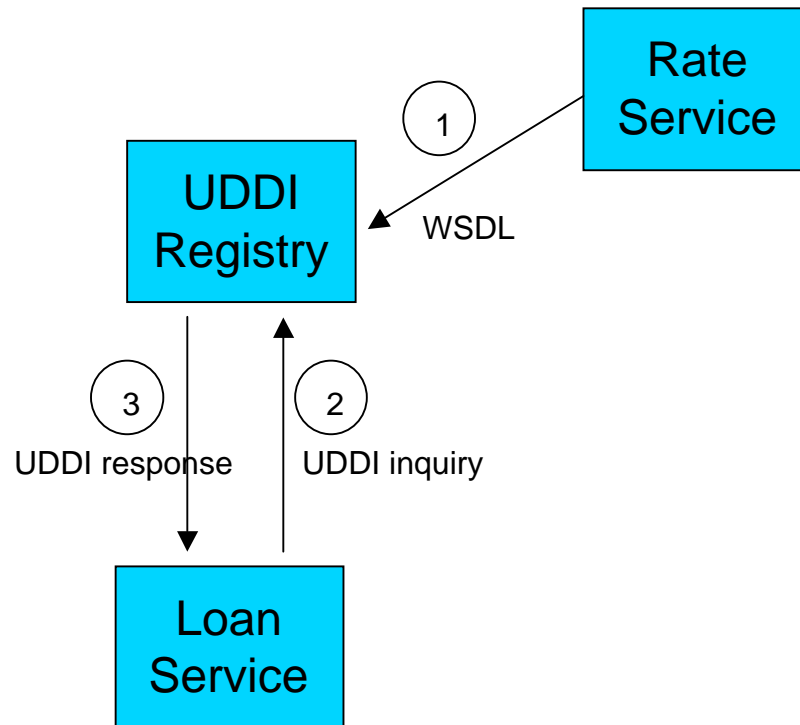 Rate
Service
1
WSDL
UDDI
Registry
3
2
UDDI response
UDDI inquiry
Loan
Service